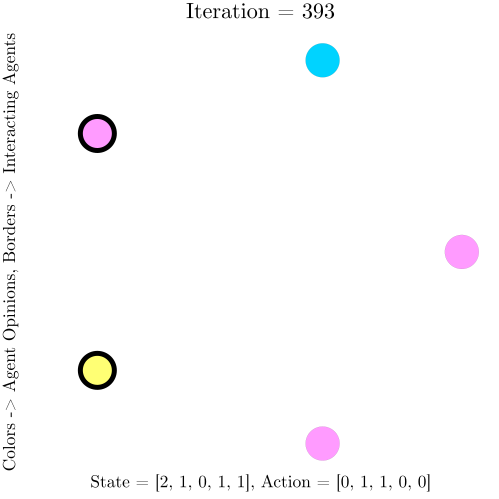 Iteration = 393
Colors -> Agent Opinions, Borders -> Interacting Agents
State = [2, 1, 0, 1, 1], Action = [0, 1, 1, 0, 0]